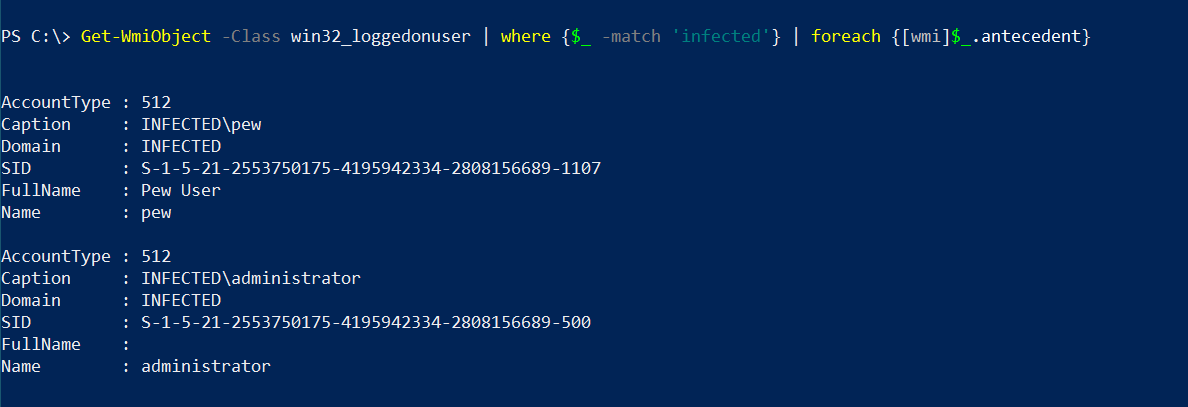 PS C:\> Get-WmiObject -Class win32_loggedonuser | where {$_ -match 'infected'} | foreach {[wmi]$_.antecedent}
AccountType : 512
Caption     : INFECTED\pew
Domain      : INFECTED
SID         : S-1-5-21-2553750175-4195942334-2808156689-1107
FullName    : Pew User
Name        : pew
AccountType : 512
Caption     : INFECTED\administrator
Domain      : INFECTED
SID         : S-1-5-21-2553750175-4195942334-2808156689-500
FullName    :
Name        : administrator